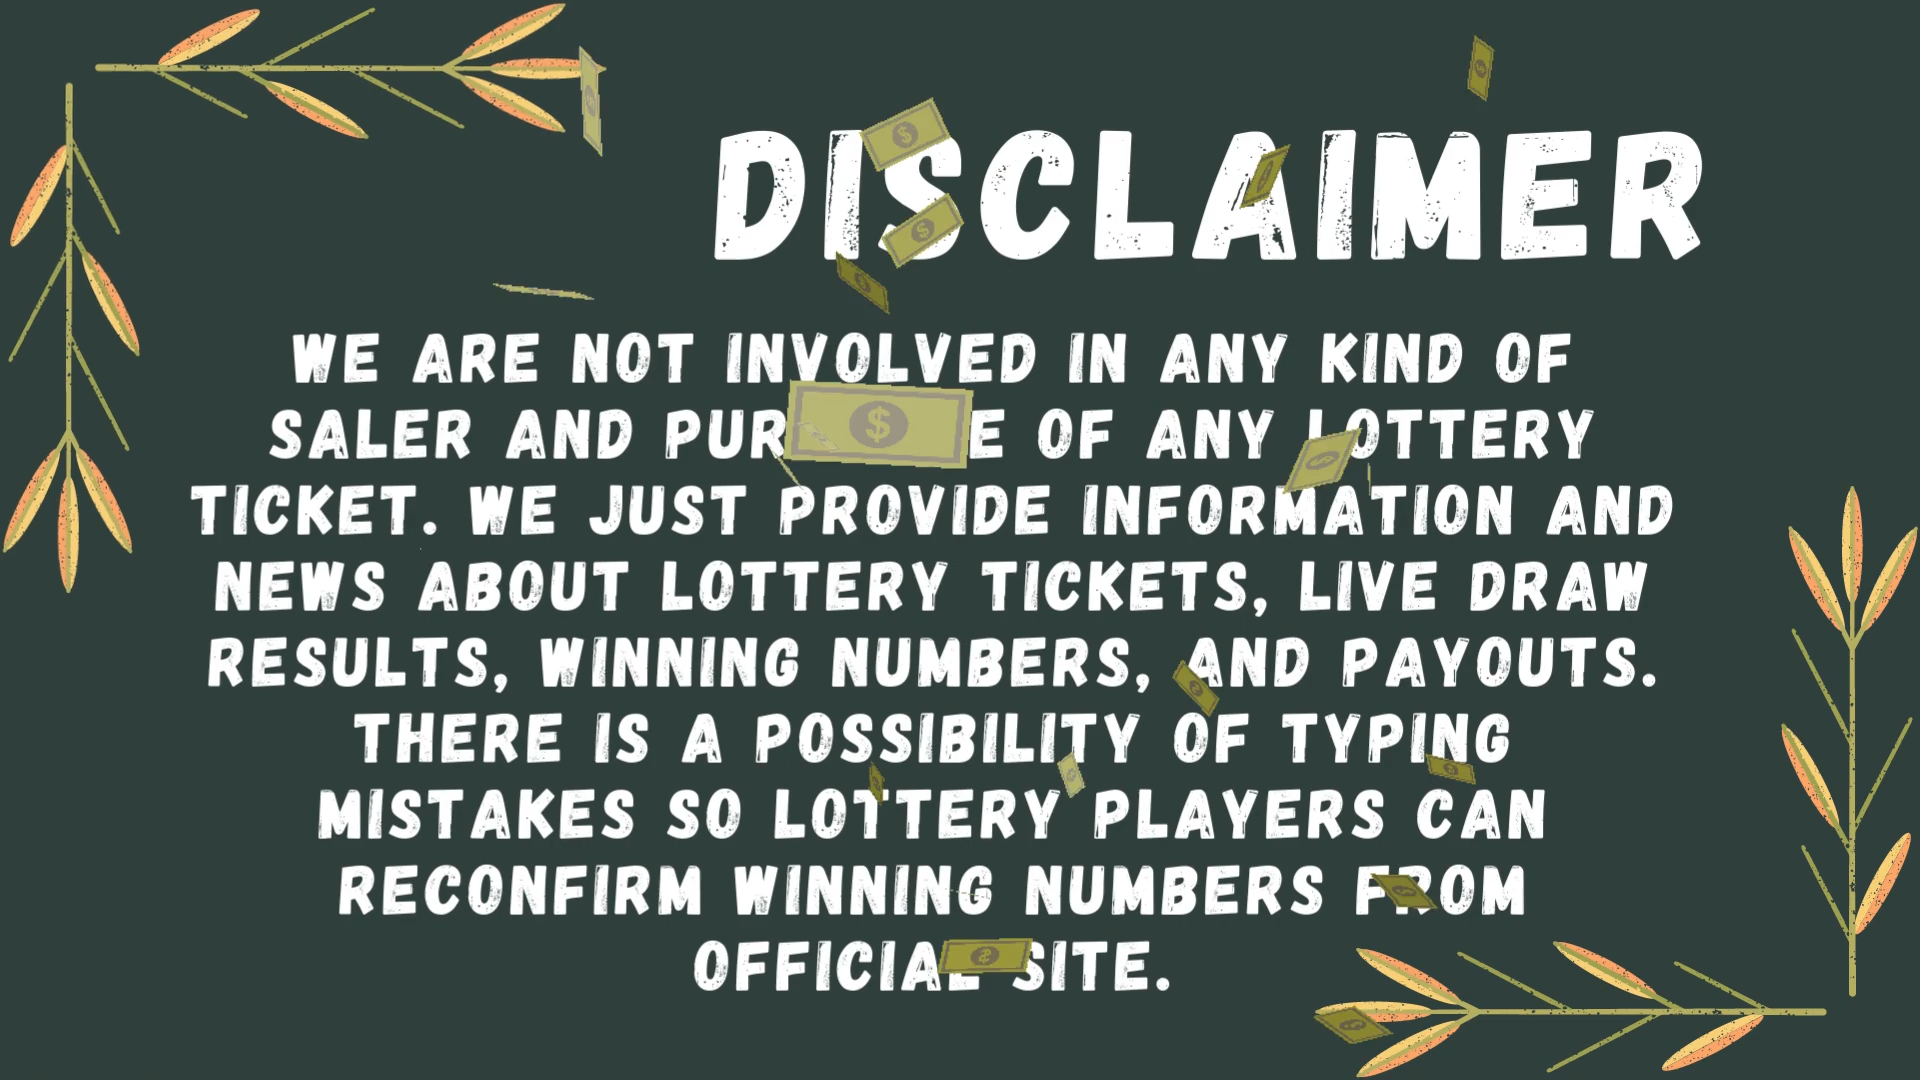 DISCLAIMER
WE ARE NOT INVOLVED IN ANY KIND OF
SALER AND OF ANY LOTTERY
TICKET. WE JUST PROVIDE INFORMATION AND
NEWS ABOUT LOTTERY TICKETS, LIVE DRAW
RESULTS, WINNING NUMBERS, AND PAYOUTS.
THERE IS A POSSIBILITY OF TYPING
MISTAKES SO LOTTERY PLAYERS CAN
RECONFIRM WINNING NUMBERS FROM
OFFICIAL SITE.